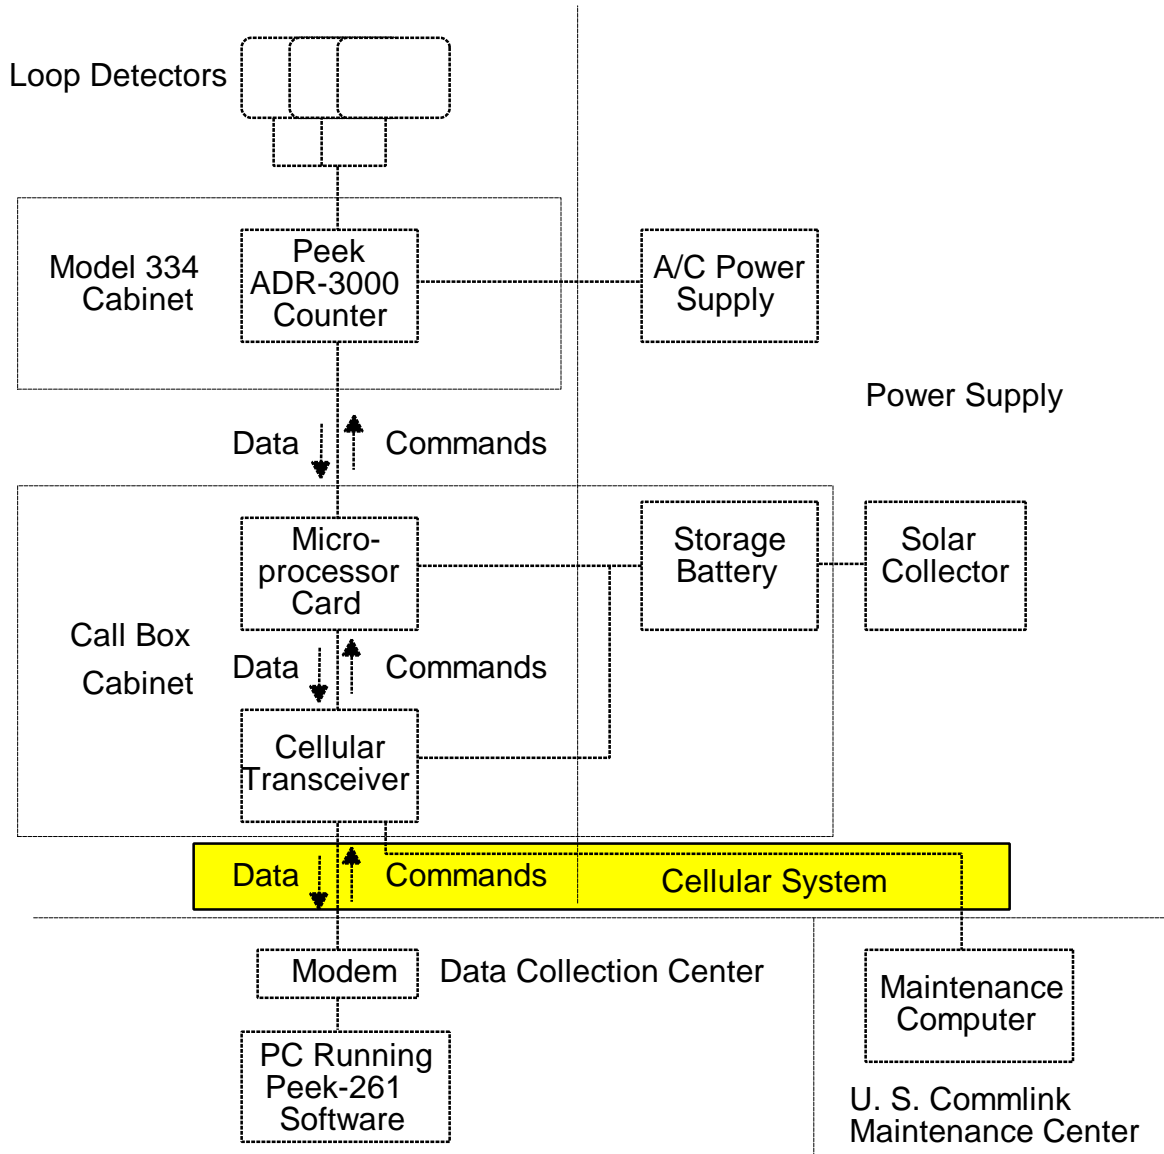 Loop Detectors
Model 334
Cabinet
Peek
ADR-3000
Counter
A/C Power
Supply
Power Supply
Data
Commands
Micro-
processor
Card
Storage
Battery
Solar
Collector
Call Box
Cabinet
Data
Commands
Cellular
Transceiver
Data
Commands
Cellular System
Modem
Data Collection Center
Maintenance
Computer
PC Running
Peek-261
Software
U. S. Commlink
Maintenance Center